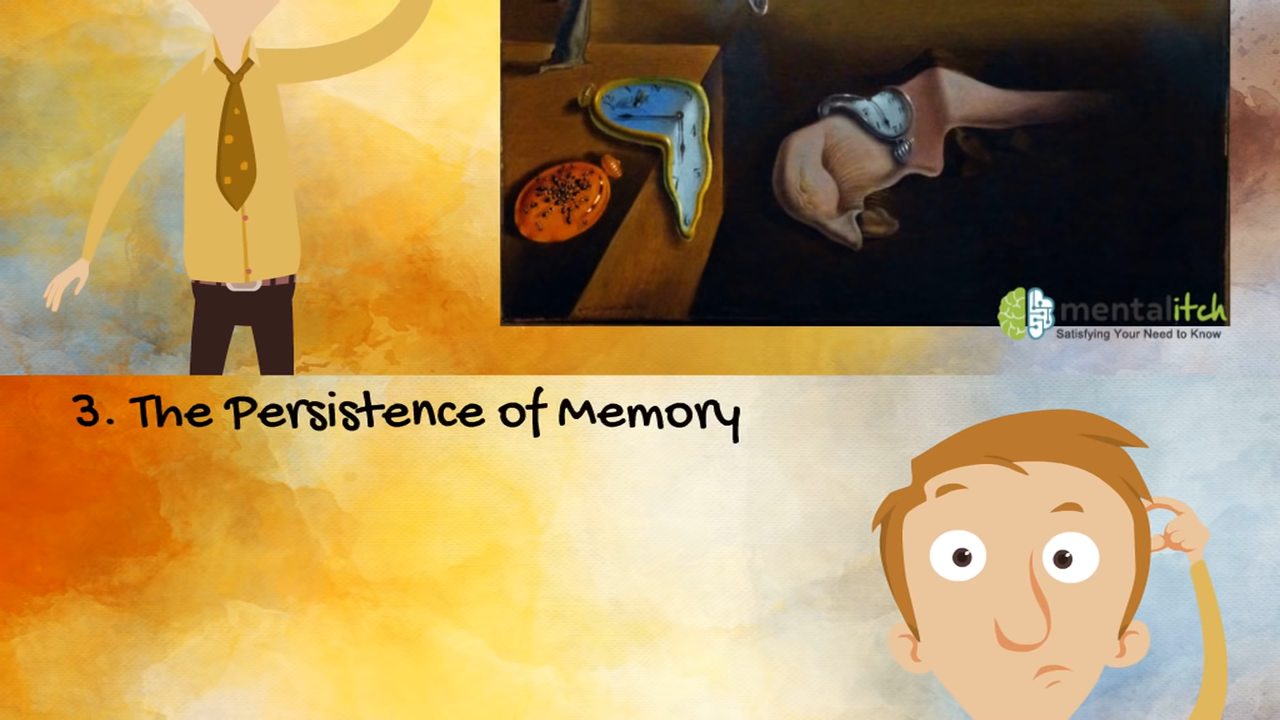 mentalitch
Satisfying Your Need to Know
3. The Persistence of Memory